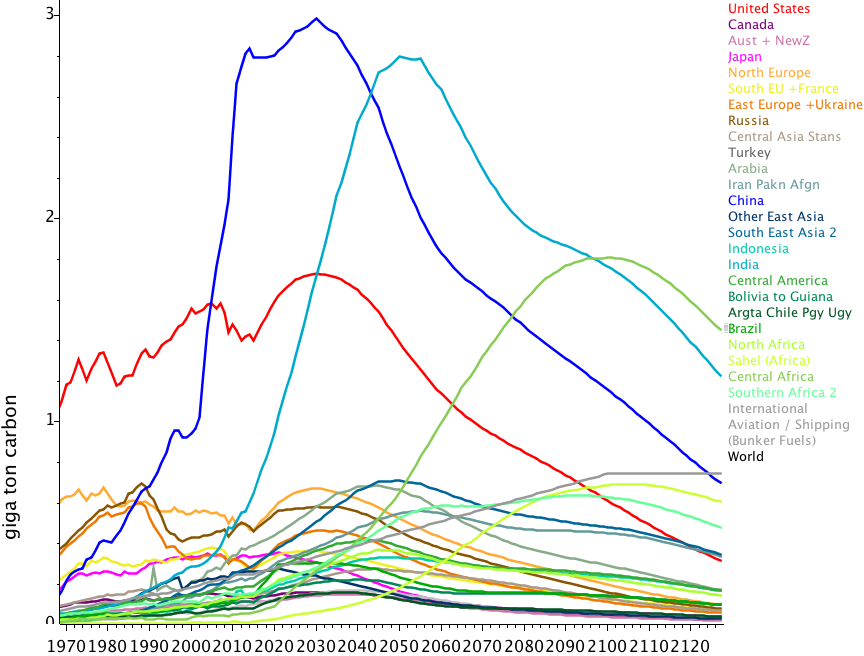 3
2
1
0
giga ton carbon
1970 1980 1990 2000 2010 2020 2030 2040 2050 2060 2070 2080 2090 2100 2110 2120
United States
Canada
Aust + NewZ
Japan
North Europe
South EU +France
East Europe +Ukraine
Russia
Central Asia Stans
Turkey
Arabia
Iran Pakn Afgn
China
Other East Asia
South East Asia 2
Indonesia
India
Central America
Bolivia to Guiana
Argta Chile Pgy Ugy
Brazil
North Africa
Sahel (Africa)
Central Africa
Southern Africa 2
International
Aviation / Shipping
(Bunker Fuels)
World